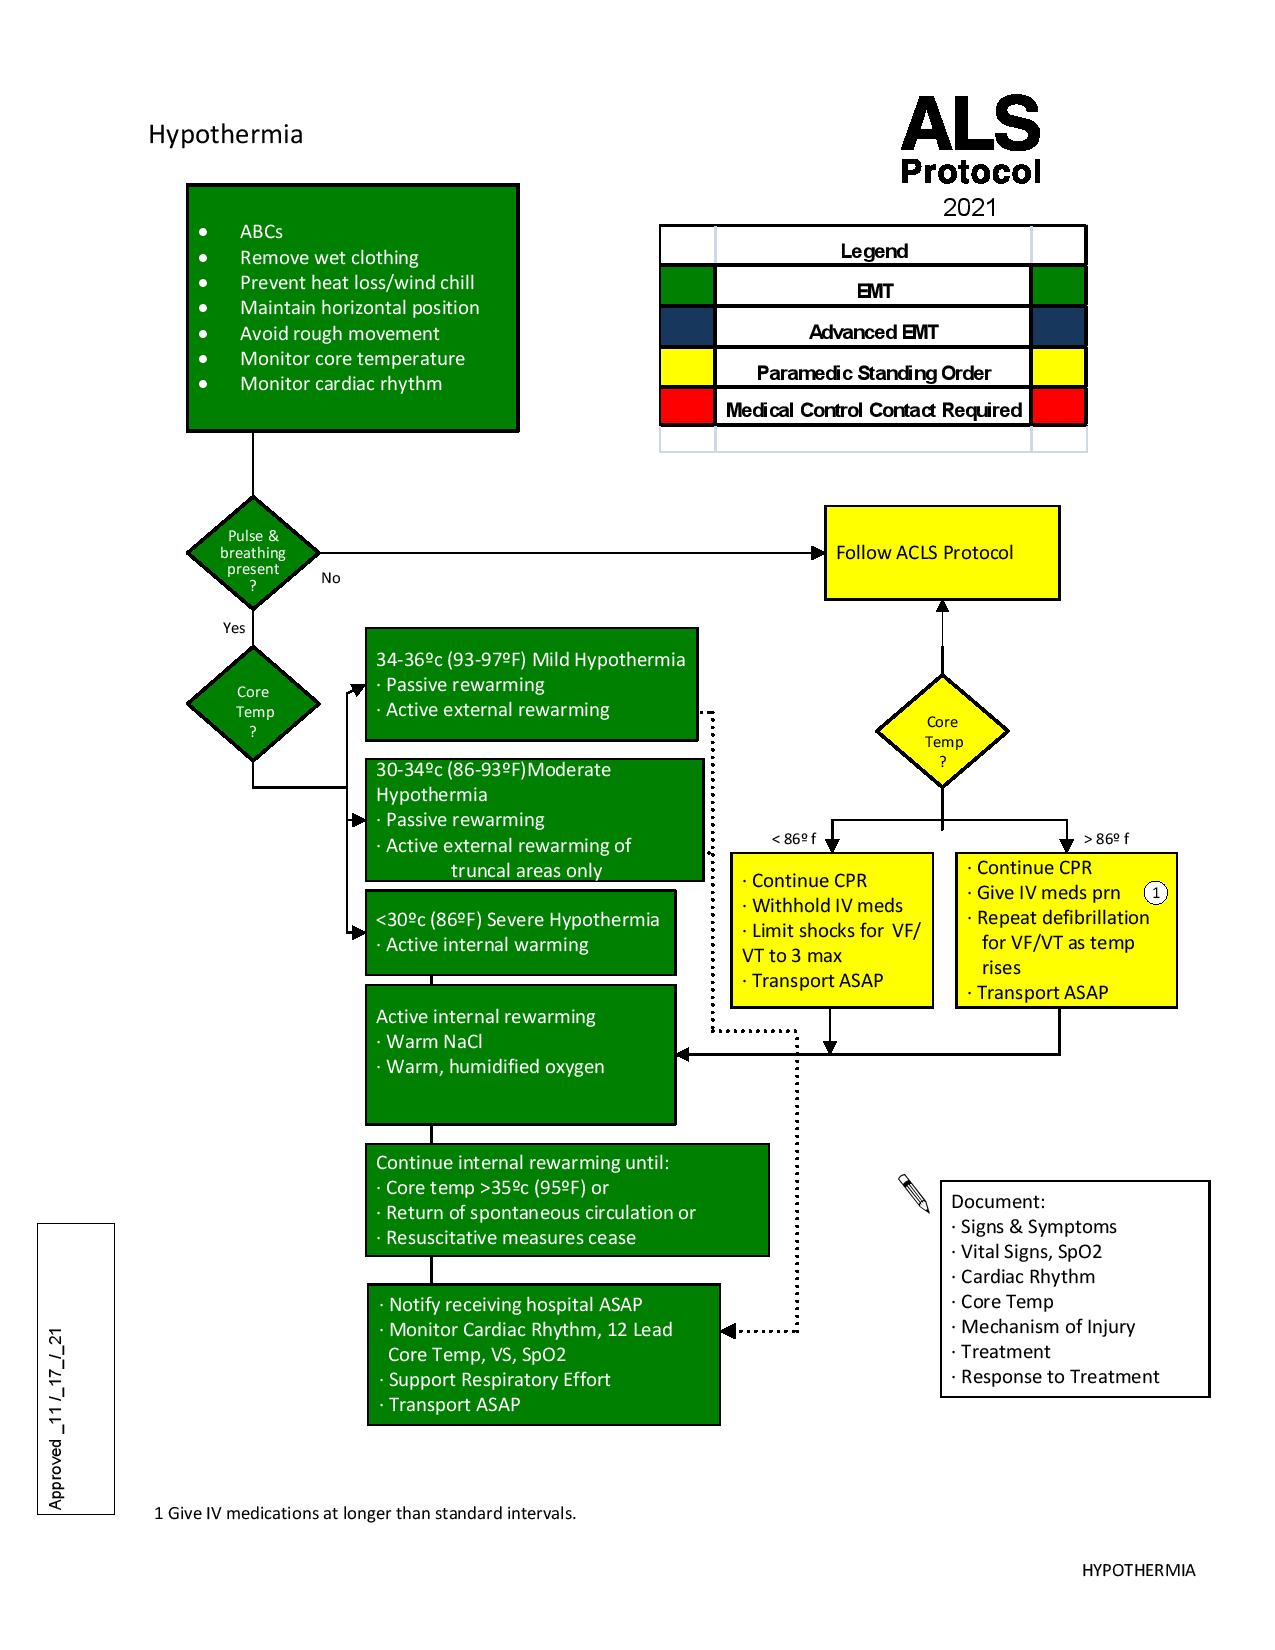 Hypothermia
ALS
Protocol
2021
• ABCs
• Remove wet clothing
• Prevent heat loss/wind chill
• Maintain horizontal position
• Avoid rough movement
• Monitor core temperature
• Monitor cardiac rhythm
Legend
EMT
Advanced EMT
Paramedic Standing Order
Medical Control Contact Required
Pulse &
breathing
present
?
No
Follow ACLS Protocol
Yes
Core
Temp
?
34-36ºc (93-97ºF) Mild Hypothermia
· Passive rewarming
· Active external rewarming
30-34ºc (86-93ºF)Moderate
Hypothermia
· Passive rewarming
· Active external rewarming of
truncal areas only
<30ºc (86ºF) Severe Hypothermia
· Active internal warming
Core
Temp
?
< 86º f
> 86º f
· Continue CPR
· Withhold IV meds
· Limit shocks for VF/
VT to 3 max
· Transport ASAP
· Continue CPR
· Give IV meds prn 1
· Repeat defibrillation
for VF/VT as temp
rises
· Transport ASAP
Active internal rewarming
· Warm NaCl
· Warm, humidified oxygen
Continue internal rewarming until:
· Core temp >35ºc (95ºF) or
· Return of spontaneous circulation or
· Resuscitative measures cease
· Notify receiving hospital ASAP
· Monitor Cardiac Rhythm, 12 Lead
Core Temp, VS, SpO2
· Support Respiratory Effort
· Transport ASAP
Document:
· Signs & Symptoms
· Vital Signs, SpO2
· Cardiac Rhythm
· Core Temp
· Mechanism of Injury
· Treatment
· Response to Treatment
Approved _11 /_17_/_21
1 Give IV medications at longer than standard intervals.
HYPOTHERMIA